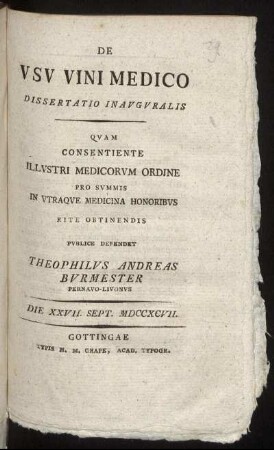 DE
VSV VINI MEDICO
DISSERTATIO INAVGVRALIS
QVAM
CONSENTIENTE
ILLVSTRI MEDICORVM ORDINE
PRO SVMMIS
IN VTRAQVE MEDICINA HONORIBVS
RITE OBTINENDIS
PVBLICE DEFENDET
THEOPHILVS ANDREAS
BVRMESTER
PERNAVO-LIVONVS
DIE XXVII. SEPT. MDCCXCVII.
GOTTINGAE
TYPIS H. M. GRAPE, ACAD. TYPOGR.